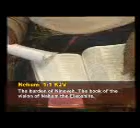 Nahum 1:1 KJV
The burden of Nineveh. The book of the
vision of Nahum the Elkoshite.